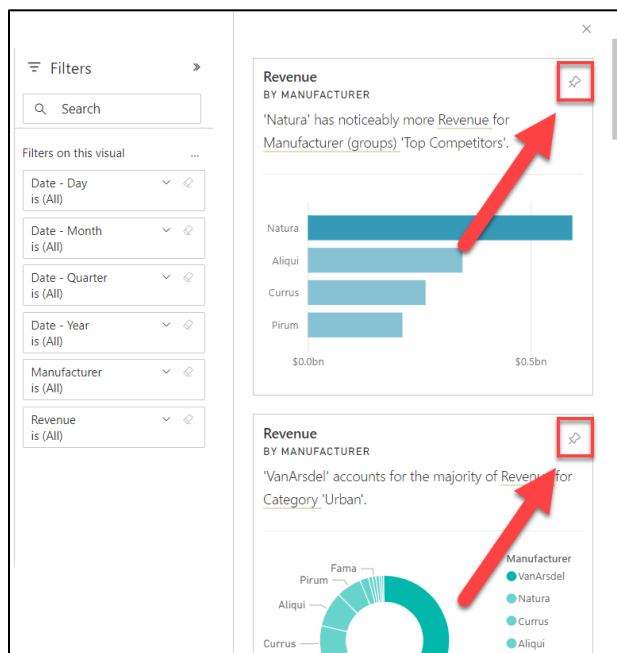 Filters
Search
Filters on this visual
...
Date - Day
is (All)
Date - Month
is (All)
Date - Quarter
is (All)
Date - Year
is (All)
Manufacturer
is (All)
Revenue
is (All)
Revenue
BY MANUFACTURER
'Natura' has noticeably more Revenue for
Manufacturer (groups) 'Top Competitors'.
Natura
Aliqui
Currus
Pirum
$0.0bn
$0.5bn
Revenue
BY MANUFACTURER
'VanArsdel' accounts for the majority of Revenue for
Category 'Urban'.
Fama
Pirum
Aliqui
Currus
Manufacturer
VanArsdel
Natura
Currus
Aliqui